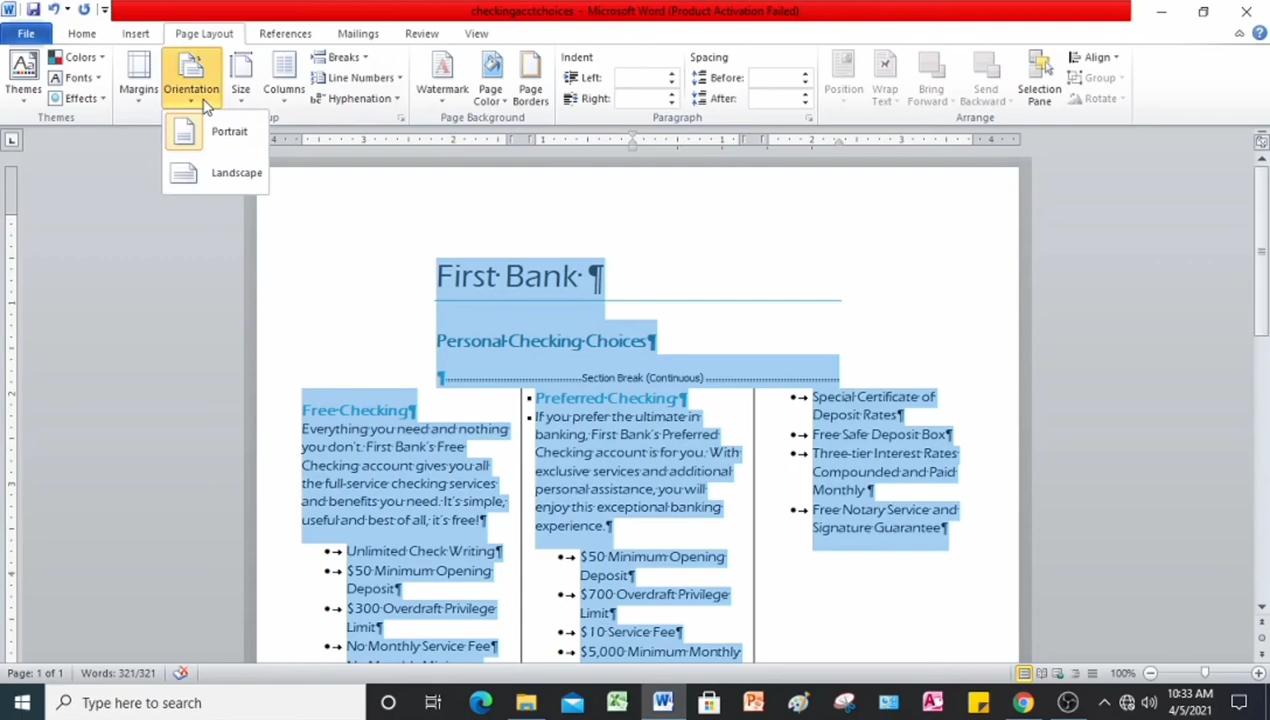 checkingacctchoices - Microsoft Word (Product Activation Failed)
File Home Insert Page Layout References Mailings Review View
Themes
Colors
Fonts
Effects
Themes
Margins
Orientation
Size
Columns
Breaks
Line Numbers
Hyphenation
up
Portrait
Landscape
Watermark
Page Color
Page Borders
Page Background
Indent
Left:
Right:
Spacing
Before:
After:
Paragraph
Position
Wrap Text
Bring Forward
Send Backward
Selection Pane
Align
Group
Rotate
Arrange
First Bank ¶
Personal Checking Choices¶
¶ Section Break (Continuous)
Free Checking¶
Everything you need and nothing
you don't. First Bank's Free
Checking account gives you all
the full-service checking services
and benefits you need. It's simple,
useful and best of all, it's free!¶
Unlimited Check Writing¶
$50 Minimum Opening
Deposit¶
$300 Overdraft Privilege
Limit¶
No Monthly Service Fee¶
Preferred Checking ¶
If you prefer the ultimate in
banking, First Bank's Preferred
Checking account is for you. With
exclusive services and additional
personal assistance, you will
enjoy this exceptional banking
experience.¶
$50 Minimum Opening
Deposit¶
$700 Overdraft Privilege
Limit¶
$10 Service Fee¶
$5,000 Minimum Monthly
Special Certificate of
Deposit Rates¶
Free Safe Deposit Box¶
Three-tier Interest Rates
Compounded and Paid
Monthly ¶
Free Notary Service and
Signature Guarantee¶
Page: 1 of 1 Words: 321/321 100%
Type here to search
10:33 AM
4/5/2021